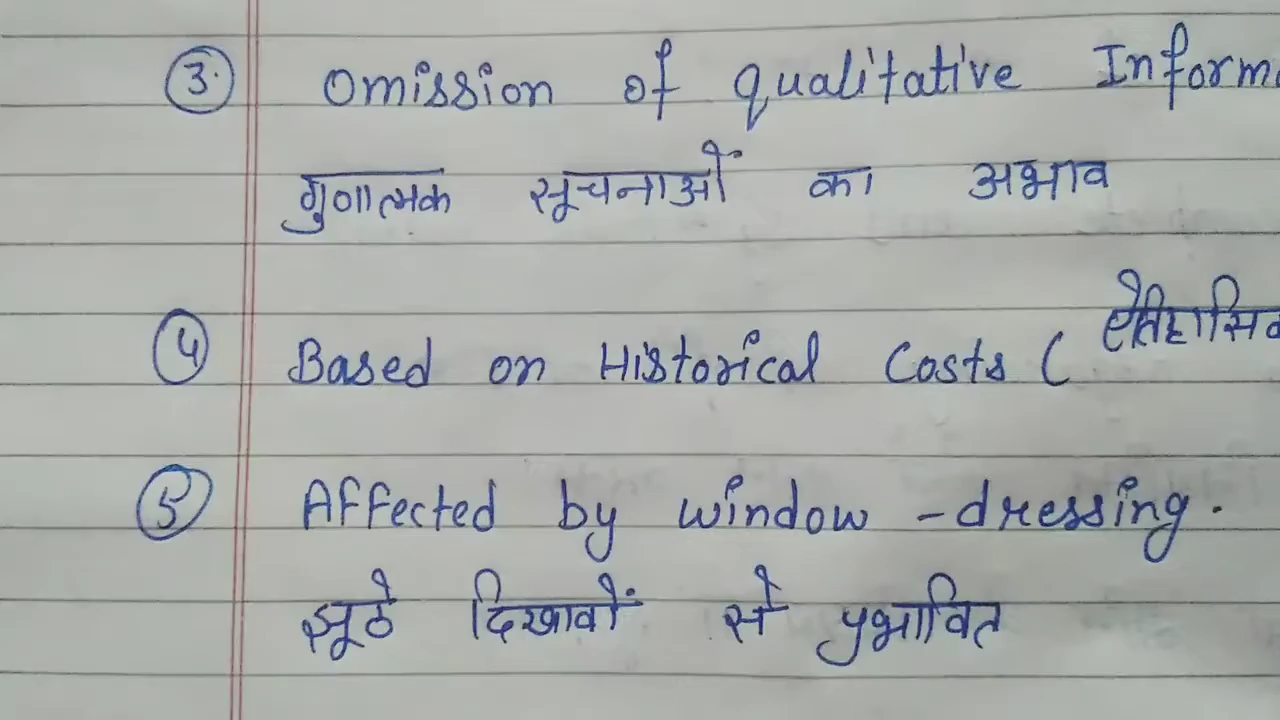 3. Omission of qualitative Inform
गुणात्मक सूचनाओं का अभाव
4 Based on Historical Costs ( ऐतिहासिक
5 Affected by window-dressing.
झूठे दिखावों से प्रभावित